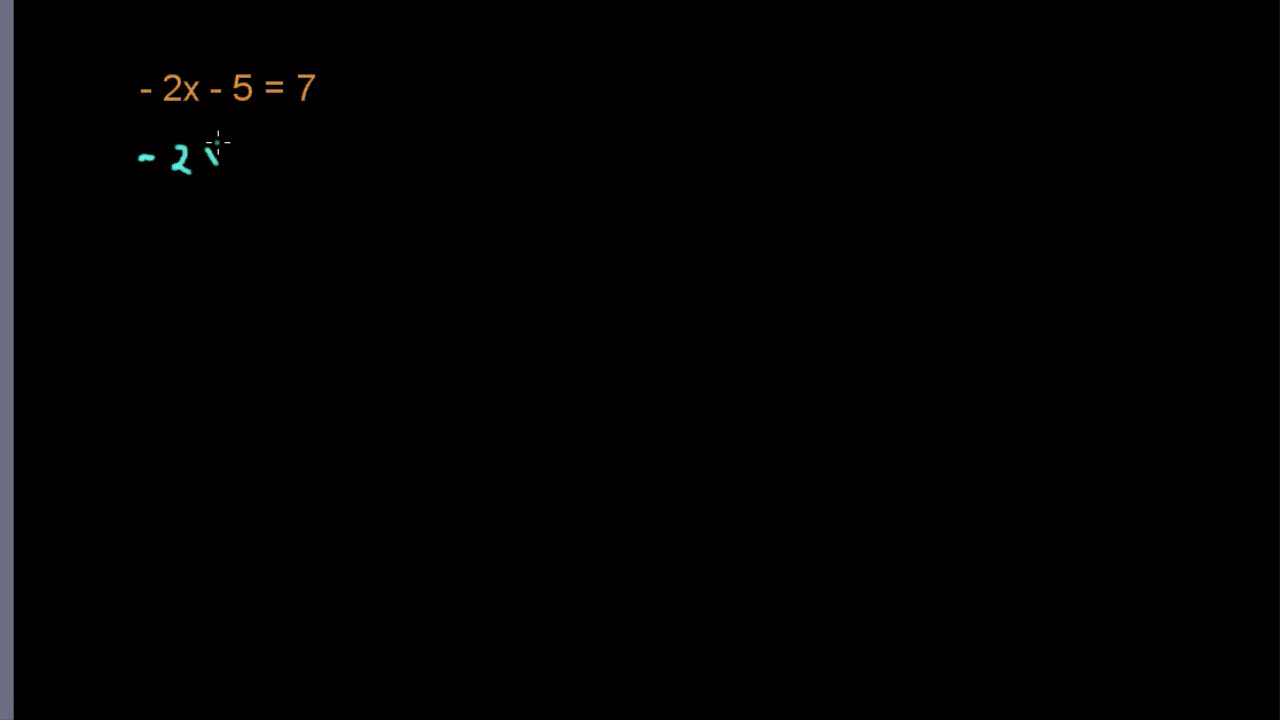 - 2x - 5 = 7
- 2